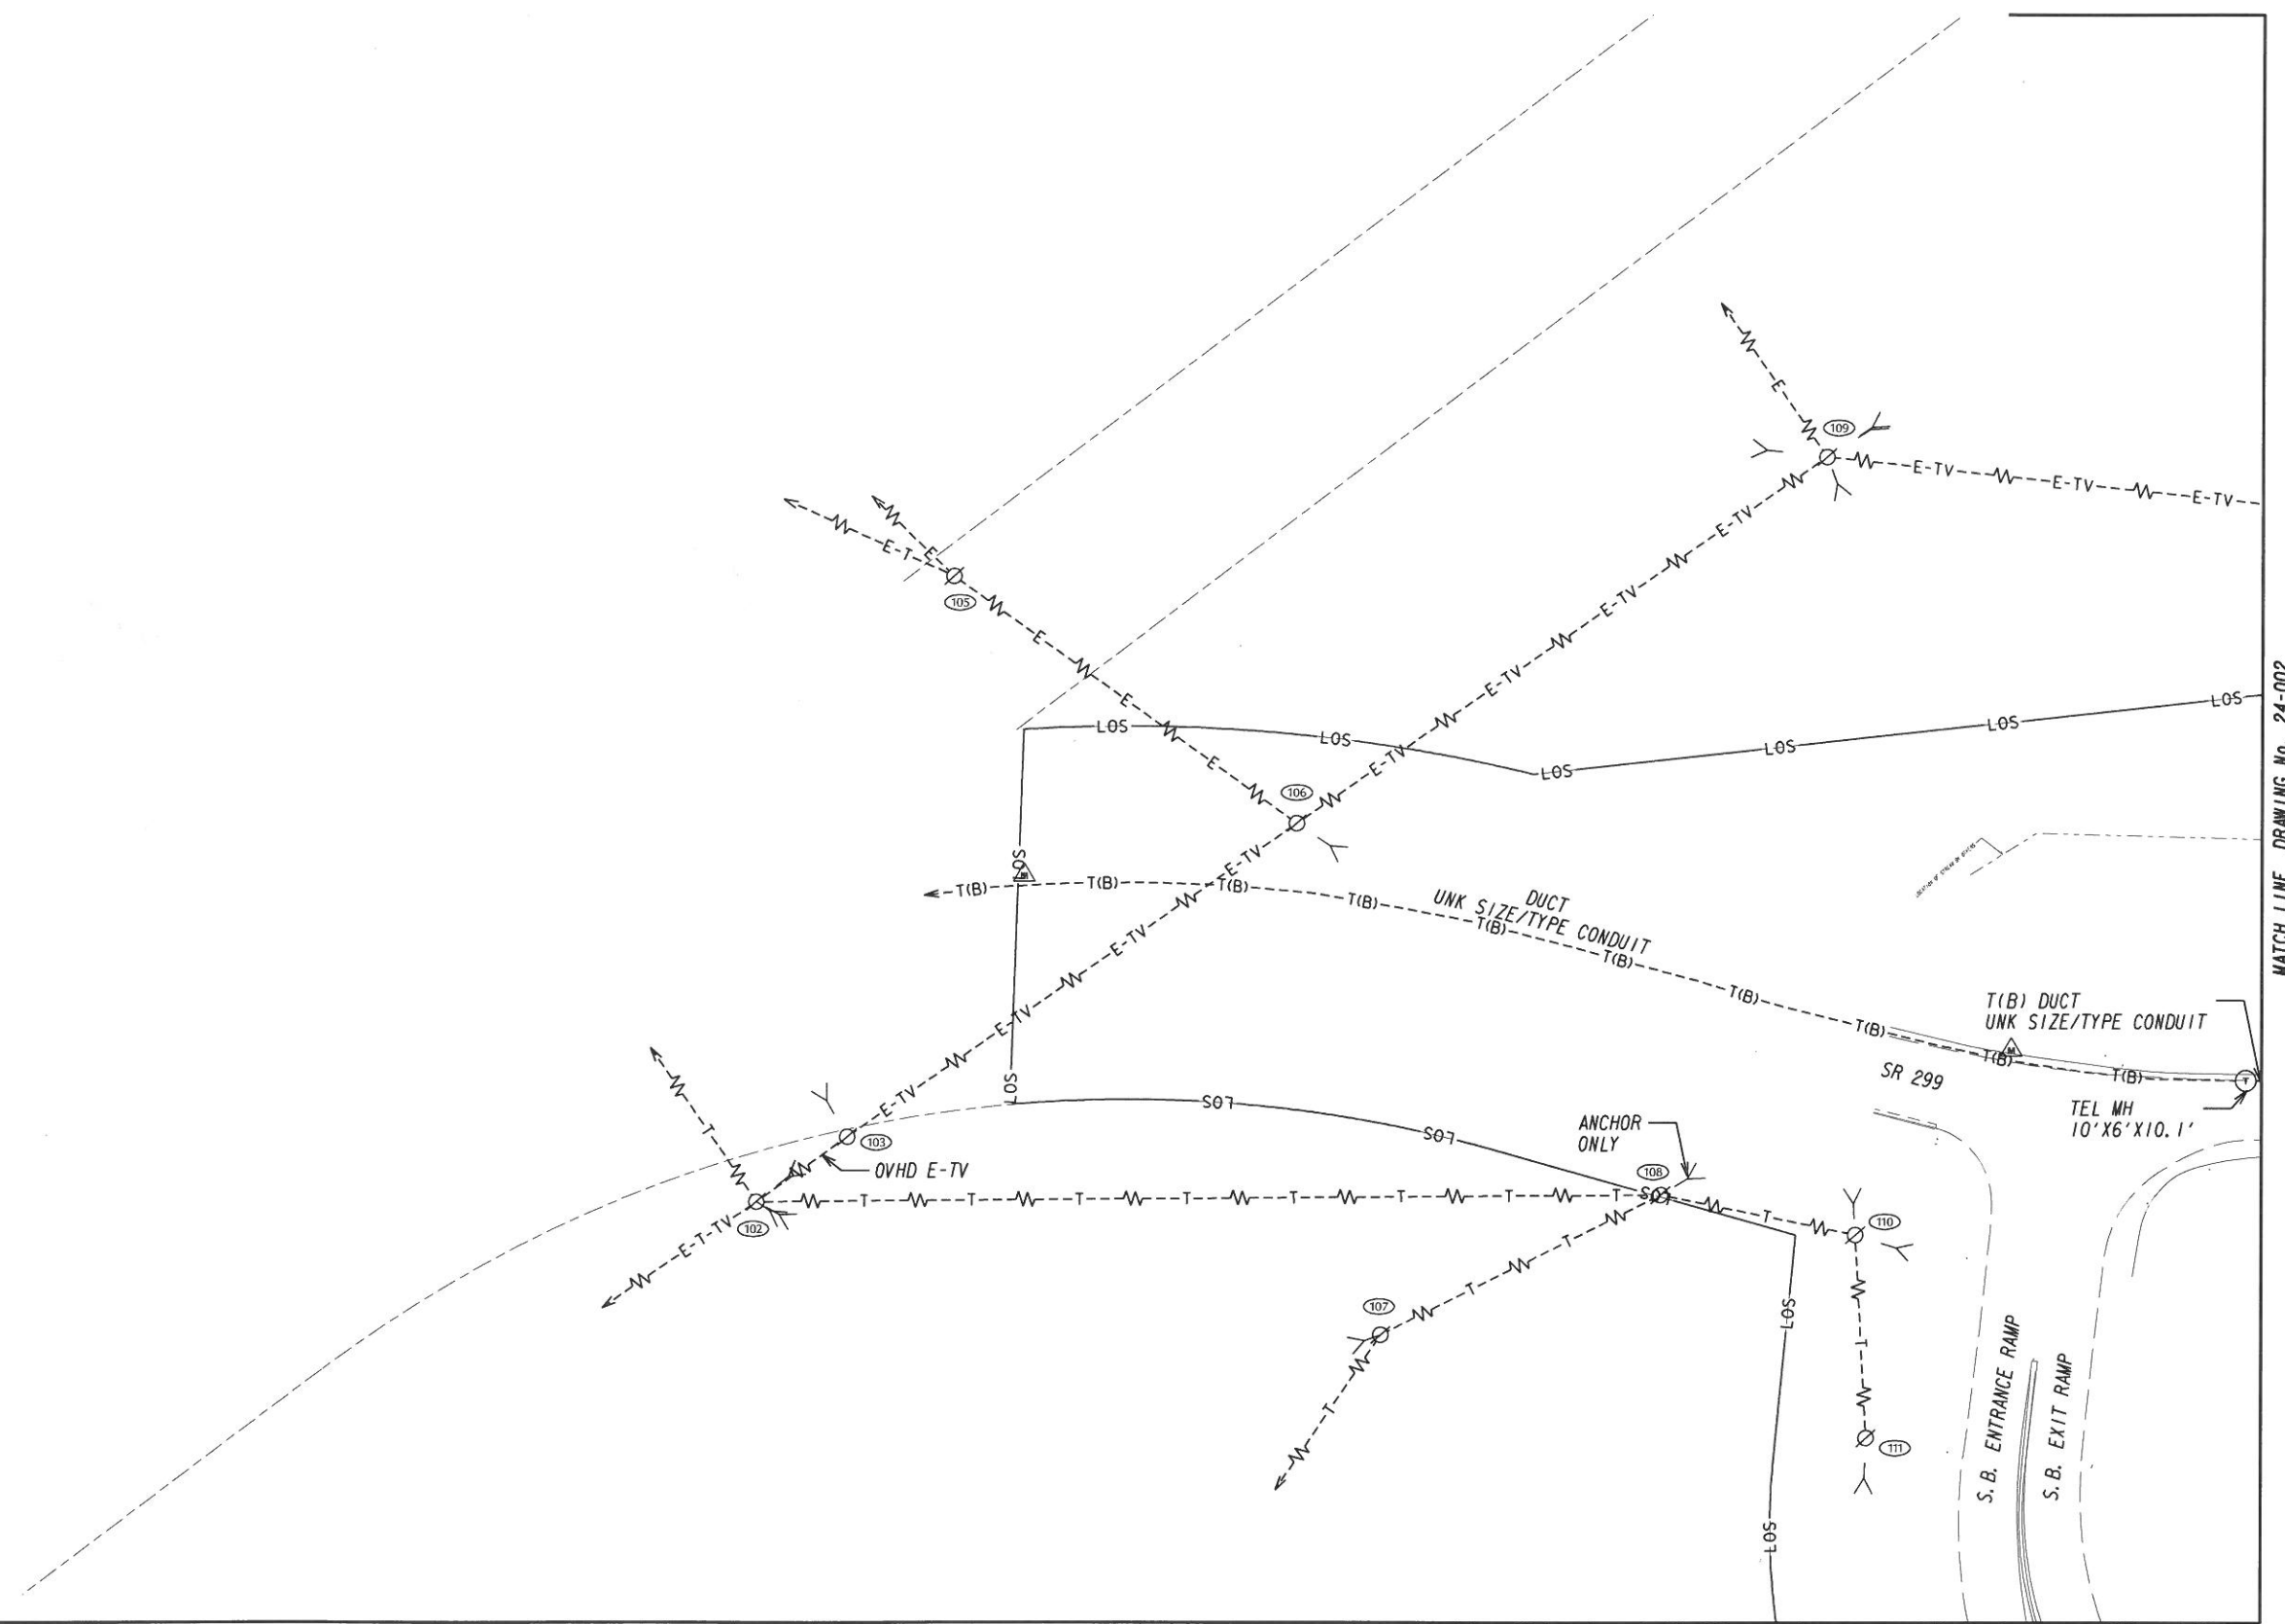 109
E
E-TV
E-TV
E-TV
E-TV
E-T
E
105
E-TV
E
E-TV
E
E-TV
LOS
LOS
LOS
LOS
LOS
LOS
E-TV
E
106
LOS
E-TV
T(B)
T(B)
T(B)
T(B)
T(B)
T(B)
T(B)
T(B)
T(B)
T(B)
DUCT
UNK SIZE/TYPE CONDUIT
E-TV
E-TV
LOS
E-TV
M
M
T(B) DUCT
UNK SIZE/TYPE CONDUIT
T
TEL MH
10'X6'X10.1'
SR 299
MATCH LINE DRAWING No. 24-002
LOS
LOS
LOS
ANCHOR
ONLY
108
T
103
OVHD E-TV
102
E-T-TV
T
T
T
T
T
T
T
T
T
110
T
T
107
T
T
111
LOS
LOS
S.B. ENTRANCE RAMP
S.B. EXIT RAMP